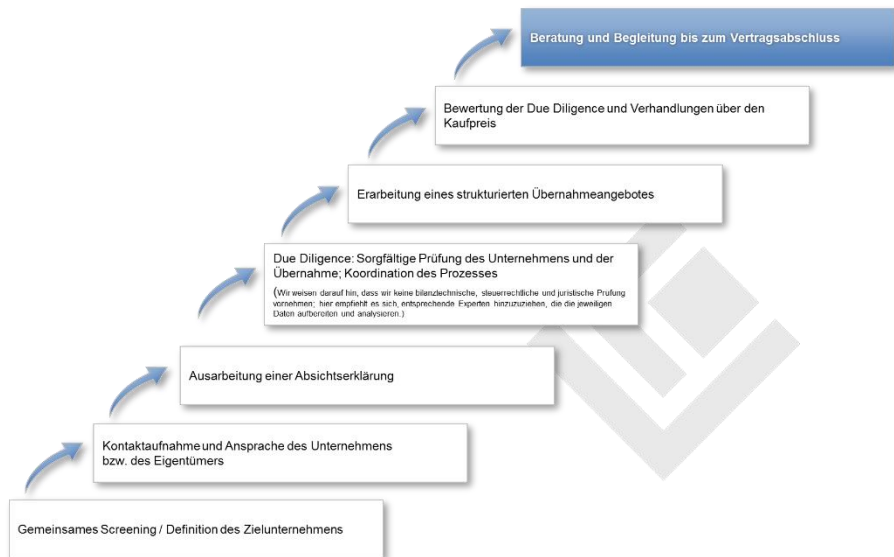 Beratung und Begleitung bis zum Vertragsabschluss
Bewertung der Due Diligence und Verhandlungen über den
Kaufpreis
Erarbeitung eines strukturierten Übernahmeangebotes
Due Diligence: Sorgfältige Prüfung des Unternehmens und der
Übernahme; Koordination des Prozesses
(Wir weisen darauf hin, dass wir keine bilanztechnische, steuerrechtliche und juristische Prüfung
vornehmen; hier empfiehlt es sich, entsprechende Experten hinzuzuziehen, die die jeweiligen
Daten aufbereiten und analysieren.)
Ausarbeitung einer Absichtserklärung
Kontaktaufnahme und Ansprache des Unternehmens
bzw. des Eigentümers
Gemeinsames Screening / Definition des Zielunternehmens